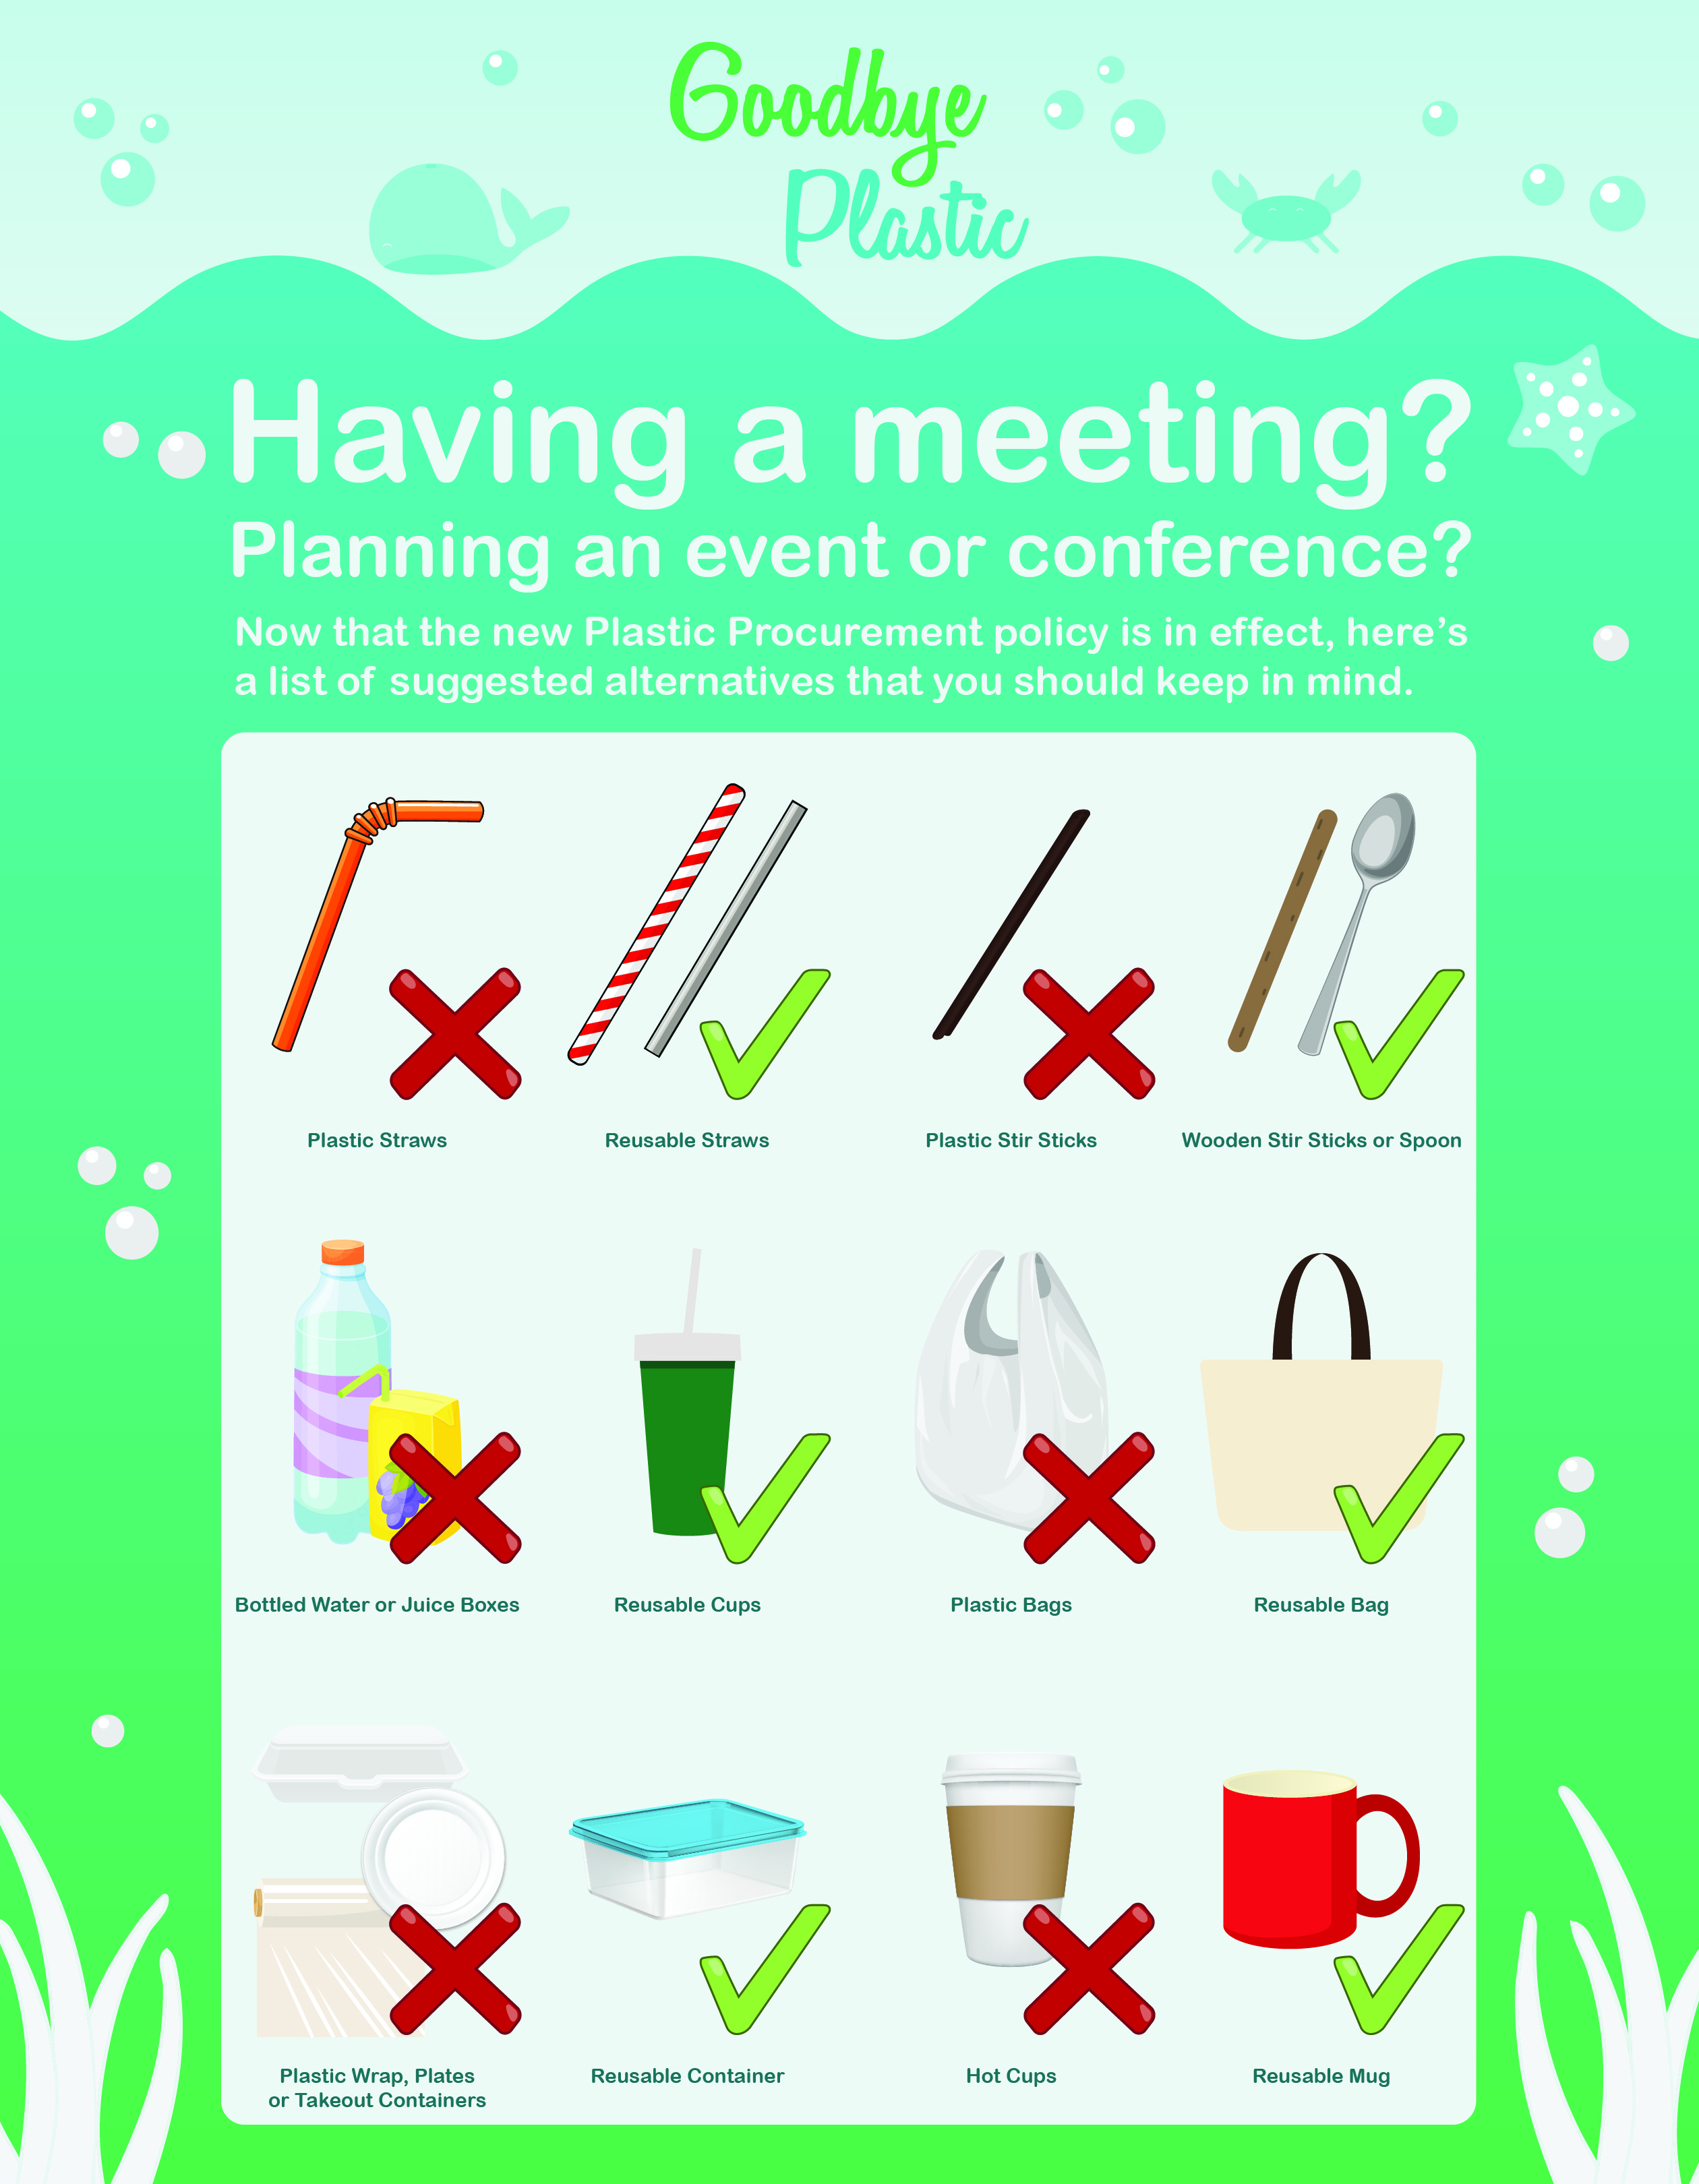 Goodbye
Plastic
Having a meeting?
Planning an event or conference?
Now that the new Plastic Procurement policy is in effect, here's
a list of suggested alternatives that you should keep in mind.
Plastic Straws
Reusable Straws
Plastic Stir Sticks
Wooden Stir Sticks or Spoon
Bottled Water or Juice Boxes
Reusable Cups
Plastic Bags
Reusable Bag
Plastic Wrap, Plates
or Takeout Containers
Reusable Container
Hot Cups
Reusable Mug